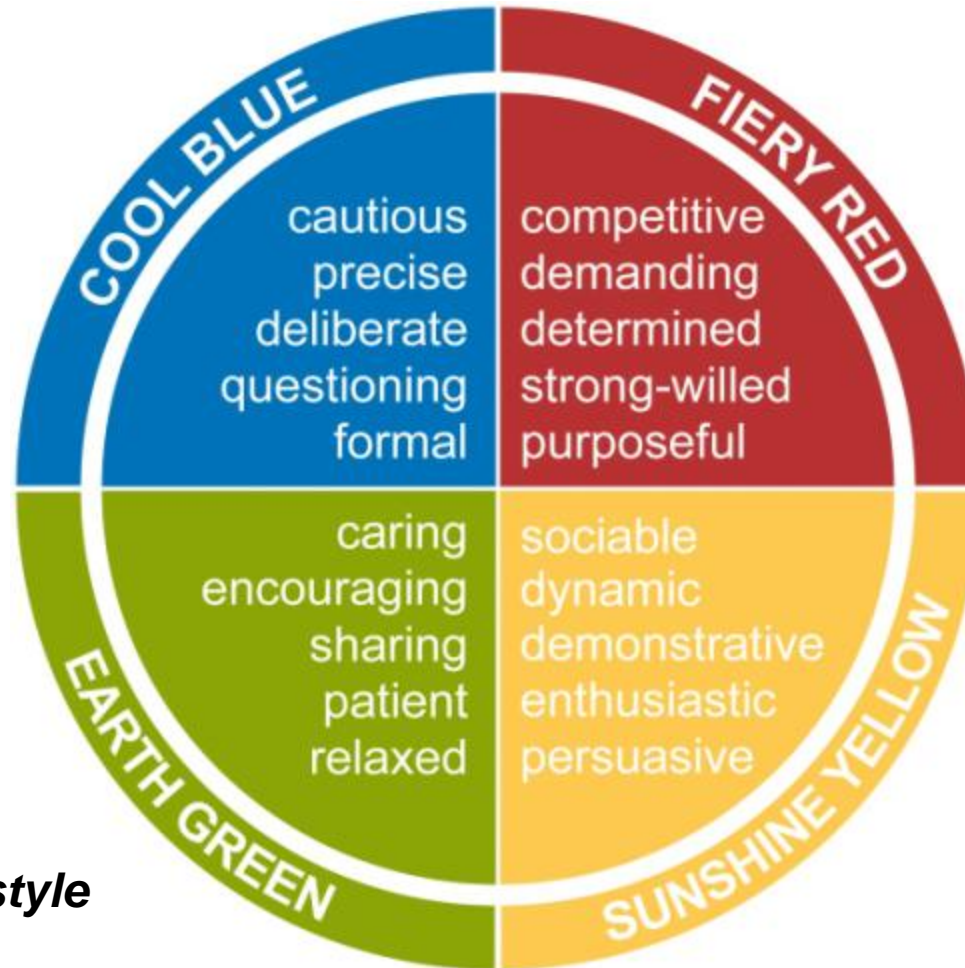 COOL BLUE
cautious
precise
deliberate
questioning
formal
FIERY RED
competitive
demanding
determined
strong-willed
purposeful
EARTH GREEN
caring
encouraging
sharing
patient
relaxed
SUNSHINE YELLOW
sociable
dynamic
demonstrative
enthusiastic
persuasive
style